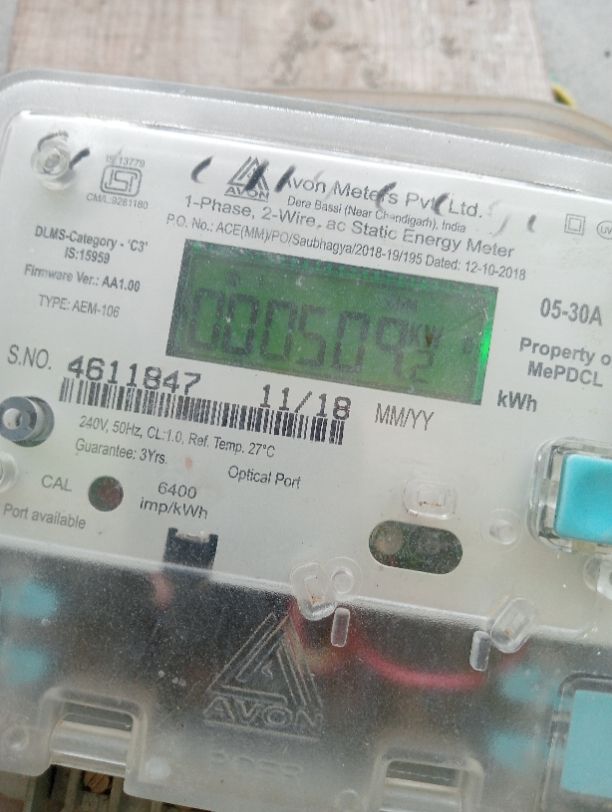 IS 13779
ISI
CM/L.9261180
AVON
Avon Meters Pvt. Ltd.
Dera Bassi (Near Chandigarh), India
1-Phase, 2-Wire, ac Static Energy Meter
P.O. No.: ACE(MM)/PO/Saubhagya/2018-19/195 Dated: 12-10-2018
DLMS-Category - 'C3'
IS:15959
Firmware Ver.: AA1.00
TYPE: AEM-106
000509
kWh
05-30A
Property o
MePDCL
S.NO. 4611847 11/18 MM/YY
240V, 50Hz, CL:1.0, Ref. Temp. 27°C
Guarantee: 3Yrs.
Optical Port
CAL
6400
imp/kWh
Port available
AVON